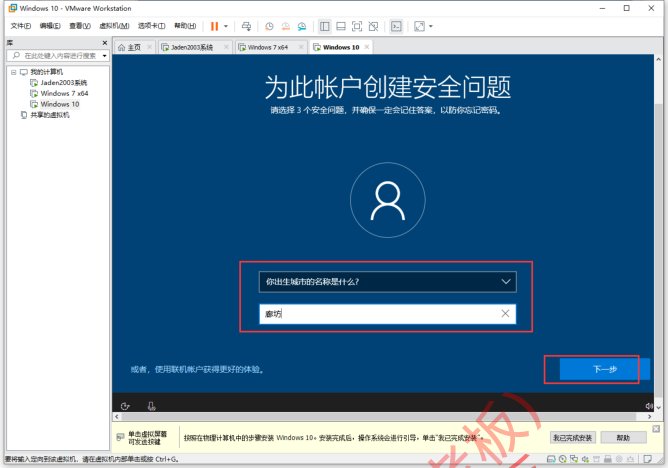 Windows 10 - VMware Workstation
文件(F) 编辑(E) 查看(V) 虚拟机(M) 选项卡(T) 帮助(H)
库
在此处键入内容进行搜索
我的计算机
Jaden2003系统
Windows 7 x64
Windows 10
共享的虚拟机
主页 Jaden2003系统 Windows 7 x64 Windows 10
为此帐户创建安全问题
请选择 3 个安全问题，并确保一定会记住答案，以防你忘记密码。
你出生城市的名称是什么?
廊坊
或者，使用联机帐户获得更好的体验。
下一步
单击虚拟屏幕
可发送按键
按照在物理计算机中的步骤安装 Windows 10。安装完成后，操作系统会进行引导，单击“我已完成安装”。
我已完成安装 帮助
要将输入定向到该虚拟机，请在虚拟机内部单击或按 Ctrl+G。
老板）